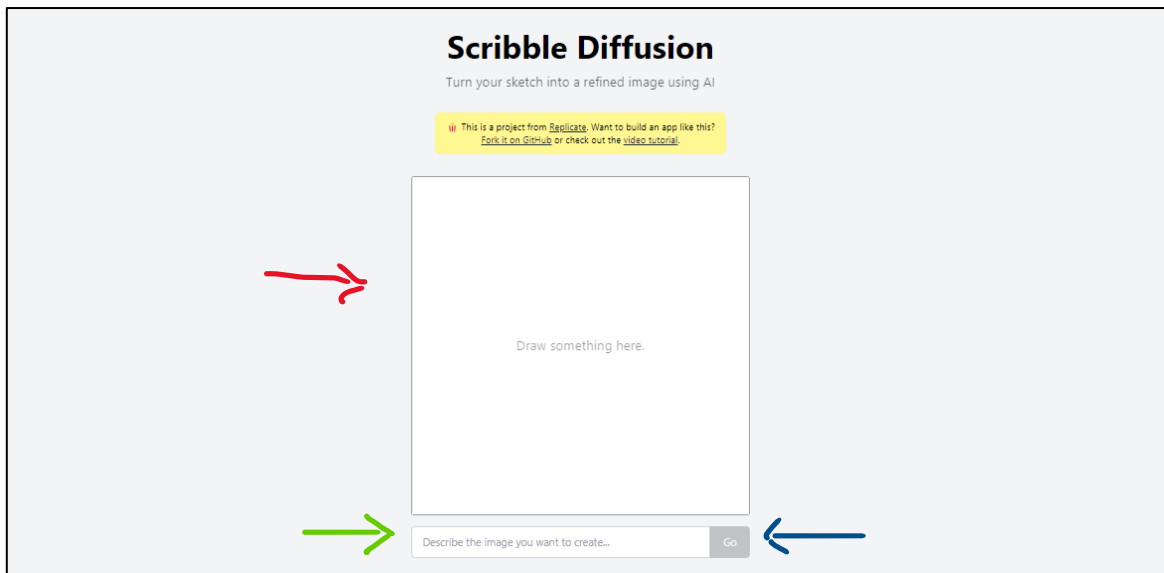 Scribble Diffusion
Turn your sketch into a refined image using AI
This is a project from Replicate. Want to build an app like this?
Fork it on GitHub or check out the video tutorial.
Draw something here.
Describe the image you want to create...
Go